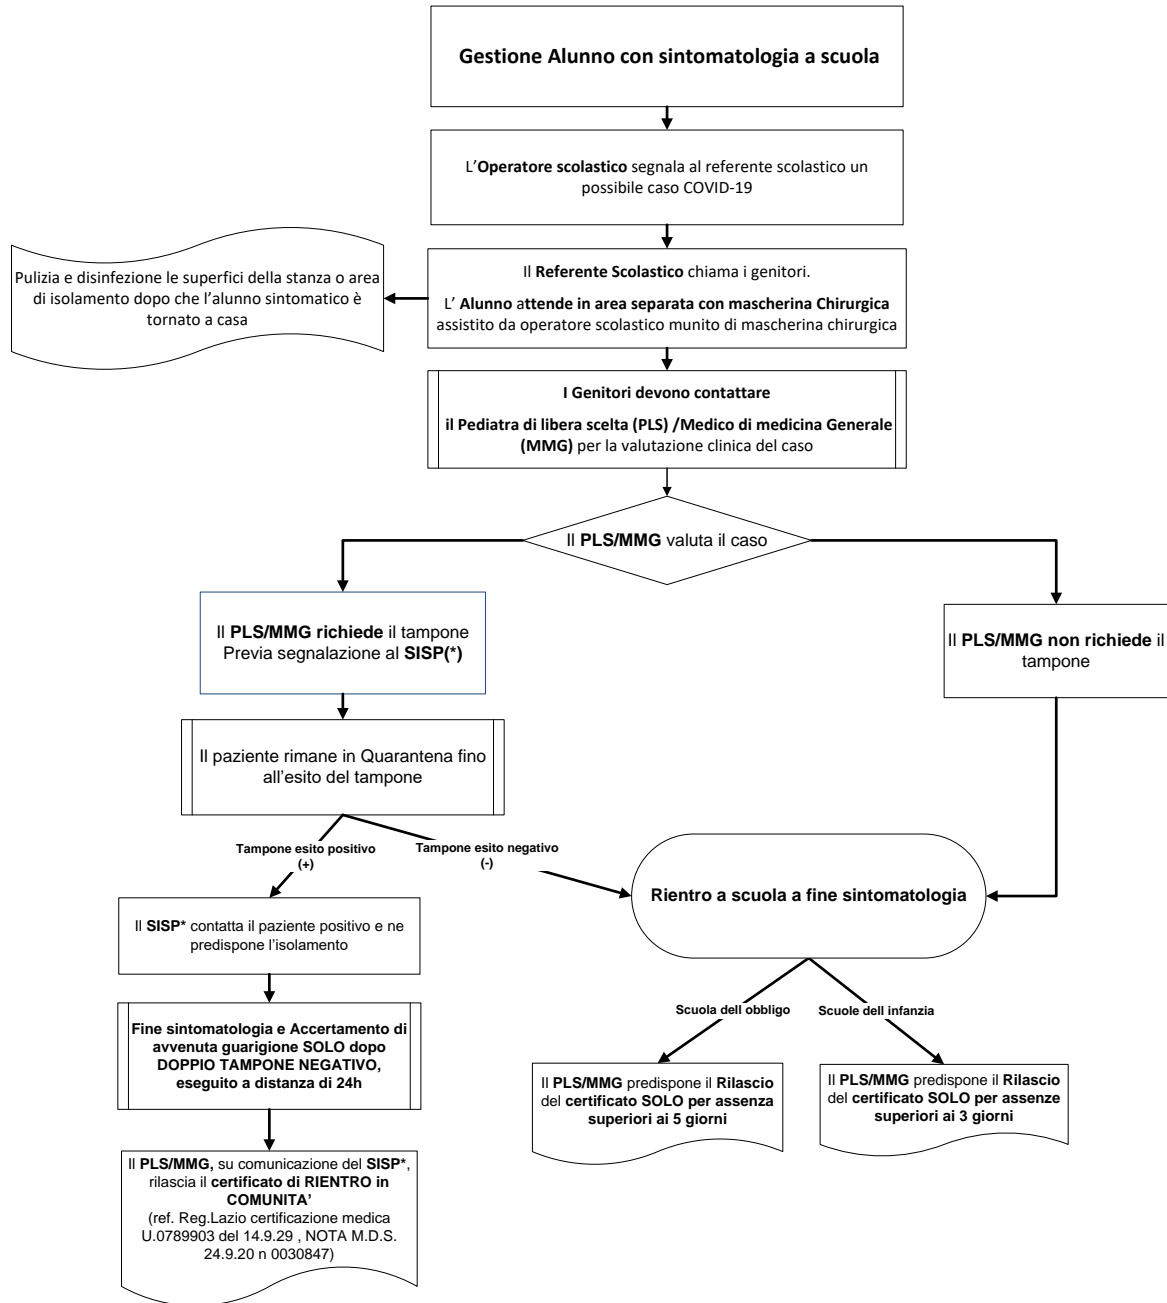 Gestione Alunno con sintomatologia a scuola
L'Operatore scolastico segnala al referente scolastico un
possibile caso COVID-19
Pulizia e disinfezione le superfici della stanza o area
di isolamento dopo che l'alunno sintomatico è
tornato a casa
Il Referente Scolastico chiama i genitori.
L' Alunno attende in area separata con mascherina Chirurgica
assistito da operatore scolastico munito di mascherina chirurgica
I Genitori devono contattare
il Pediatra di libera scelta (PLS) /Medico di medicina Generale
(MMG) per la valutazione clinica del caso
Il PLS/MMG valuta il caso
Il PLS/MMG richiede il tampone
Previa segnalazione al SISP(*)
Il PLS/MMG non richiede il
tampone
Il paziente rimane in Quarantena fino
all'esito del tampone
Tampone esito positivo
(+)
Tampone esito negativo
(-)
Rientro a scuola a fine sintomatologia
Il SISP* contatta il paziente positivo e ne
predispone l'isolamento
Fine sintomatologia e Accertamento di
avvenuta guarigione SOLO dopo
DOPPIO TAMPONE NEGATIVO,
eseguito a distanza di 24h
Scuola dell obbligo
Scuole dell infanzia
Il PLS/MMG predispone il Rilascio
del certificato SOLO per assenza
superiori ai 5 giorni
Il PLS/MMG predispone il Rilascio
del certificato SOLO per assenze
superiori ai 3 giorni
Il PLS/MMG, su comunicazione del SISP*,
rilascia il certificato di RIENTRO in
COMUNITA'
(ref. Reg.Lazio certificazione medica
U.0789903 del 14.9.29 , NOTA M.D.S.
24.9.20 n 0030847)